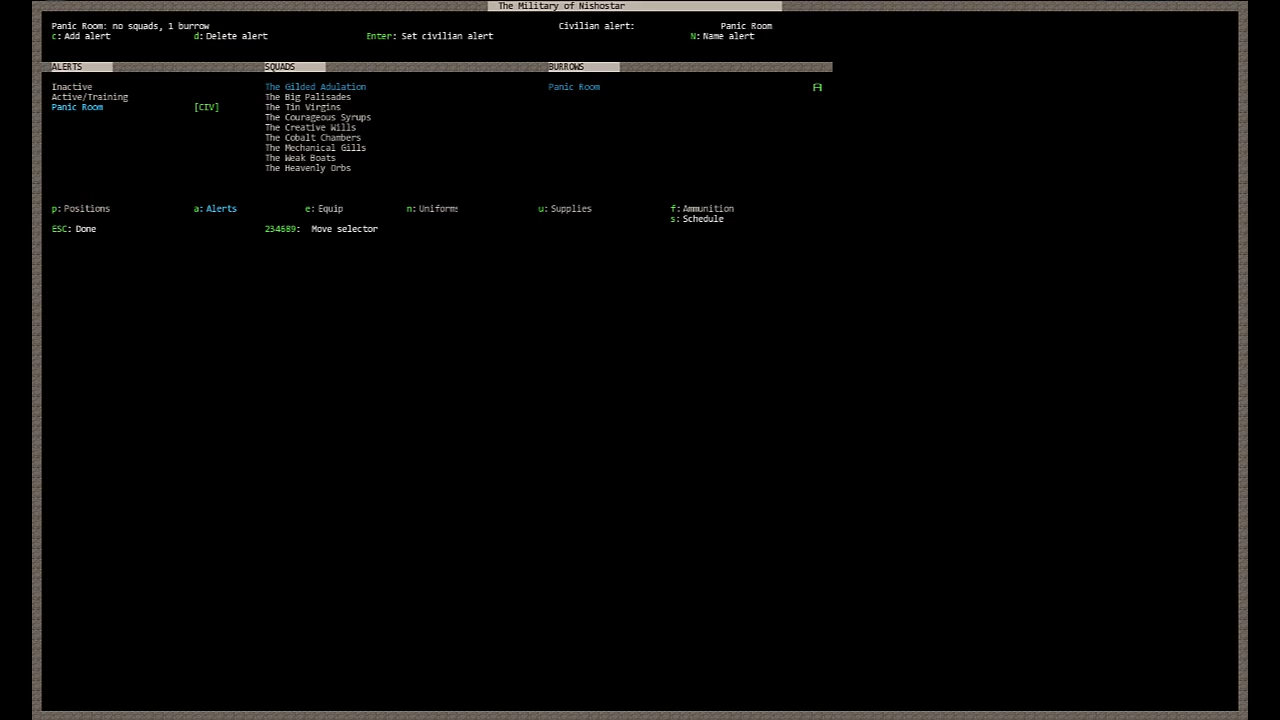 The Military of Nishostar
Panic Room: no squads, 1 burrow Civilian alert: Panic Room
c: Add alert d: Delete alert Enter: Set civilian alert N: Name alert
ALERTS SQUADS BURROWS
Inactive The Gilded Adulation Panic Room A
Active/Training The Big Palisades
Panic Room [CIV] The Tin Virgins
The Courageous Syrups
The Creative Wills
The Cobalt Chambers
The Mechanical Gills
The Weak Boats
The Heavenly Orbs
p: Positions a: Alerts e: Equip n: Uniforms u: Supplies f: Ammunition
s: Schedule
ESC: Done 234689: Move selector